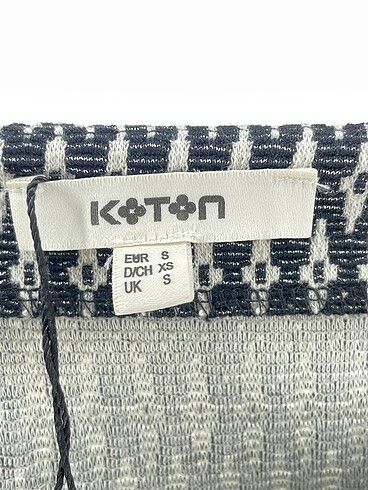 KOTON
EUR S
D/CH XS
UK S